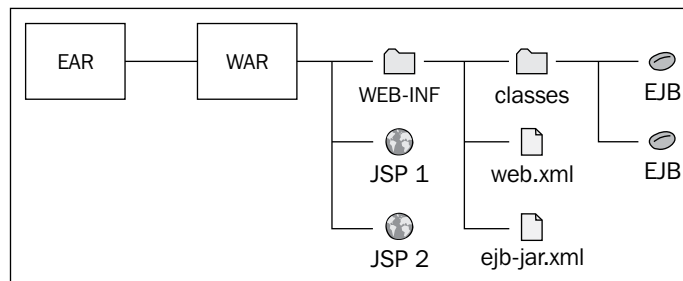 EAR
WAR
WEB-INF
classes
EJB
JSP 1
web.xml
EJB
JSP 2
ejb-jar.xml